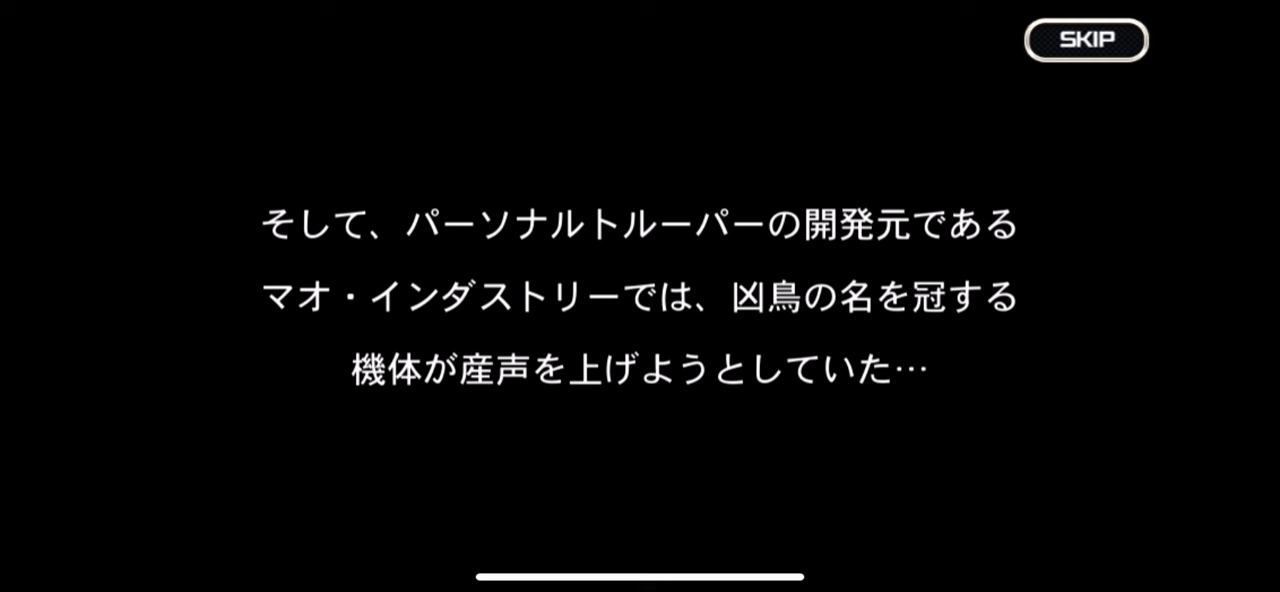 SKIP
そして、パーソナルトルーパーの開発元である
マオ・インダストリーでは、凶鳥の名を冠する
機体が産声を上げようとしていた…